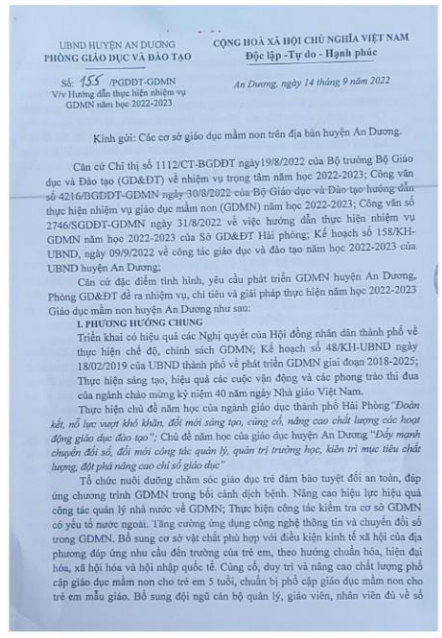 UBND HUYỆN AN DƯƠNG
PHÒNG GIÁO DỤC VÀ ĐÀO TẠO
CỘNG HOÀ XÃ HỘI CHỦ NGHĨA VIỆT NAM
Độc lập -Tự do - Hạnh phúc
Số: 155 /PGDĐT-GDMN
V/v Hướng dẫn thực hiện nhiệm vụ
GDMN năm học 2022-2023
An Dương, ngày 14 tháng 9 năm 2022
Kính gửi: Các cơ sở giáo dục mầm non trên địa bàn huyện An Dương.
Căn cứ Chỉ thị số 1112/CT-BGDĐT ngày19/8/2022 của Bộ trưởng Bộ Giáo
dục và Đào tạo (GD&ĐT) về nhiệm vụ trọng tâm năm học 2022-2023; Công văn
số 4216/BGDĐT-GDMN ngày 30/8/2022 của Bộ Giáo dục và Đào tạo hướng dẫn
thực hiện nhiệm vụ giáo dục mầm non (GDMN) năm học 2022-2023; Công văn số
2746/SGDĐT-GDMN ngày 31/8/2022 về việc hướng dẫn thực hiện nhiệm vụ
GDMN năm học 2022-2023 của Sở GD&ĐT Hải phòng; Kế hoạch số 158/KH-
UBND, ngày 09/9/2022 về công tác giáo dục và đào tạo năm học 2022-2023 của
UBND huyện An Dương;
Căn cứ đặc điểm tình hình, yêu cầu phát triển GDMN huyện An Dương,
Phòng GD&ĐT đề ra nhiệm vụ, chỉ tiêu và giải pháp thực hiện năm học 2022-2023
Giáo dục mầm non huyện An Dương như sau:
I. PHƯƠNG HƯỚNG CHUNG
Triển khai có hiệu quả các Nghị quyết của Hội đồng nhân dân thành phố về
thực hiện chế độ, chính sách GDMN; Kế hoạch số 48/KH-UBND ngày
18/02/2019 của UBND thành phố về phát triển GDMN giai đoạn 2018-2025;
Thực hiện sáng tạo, hiệu quả các cuộc vận động và các phong trào thi đua
của ngành chào mừng kỷ niệm 40 năm ngày Nhà giáo Việt Nam.
Thực hiện chủ đề năm học của ngành giáo dục thành phố Hải Phòng "Đoàn
kết, nỗ lực vượt khó khăn, đổi mới sáng tạo, củng cố, nâng cao chất lượng các hoạt
động giáo dục đào tạo"; Chủ đề năm học của giáo dục huyện An Dương "Đẩy mạnh
chuyển đổi số, đổi mới công tác quản lý, quản trị trường học, kiên trì mục tiêu chất
lượng, đột phá nâng cao chỉ số giáo dục"
Tổ chức nuôi dưỡng chăm sóc giáo dục trẻ đảm bảo tuyệt đối an toàn, đáp
ứng chương trình GDMN trong bối cảnh dịch bệnh. Nâng cao hiệu lực hiệu quả
công tác quản lý nhà nước về GDMN; Thực hiện công tác kiểm tra cơ sở GDMN
có yếu tố nước ngoài. Tăng cường ứng dụng công nghệ thông tin và chuyển đổi số
trong GDMN. Bổ sung cơ sở vật chất phù hợp với điều kiện kinh tế xã hội của địa
phương đáp ứng nhu cầu đến trường của trẻ em, theo hướng chuẩn hóa, hiện đại
hóa, xã hội hóa và hội nhập quốc tế. Củng cố, duy trì và nâng cao chất lượng phổ
cập giáo dục mầm non cho trẻ em 5 tuổi, chuẩn bị phổ cập giáo dục mầm non cho
trẻ em mẫu giáo. Bổ sung đội ngũ cán bộ quản lý, giáo viên, nhân viên đủ về số